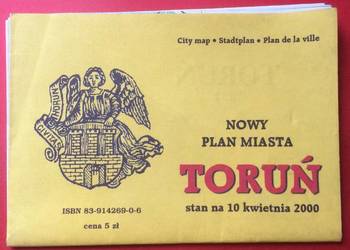 City map • Stadtplan • Plan de la ville
NOWY
PLAN MIASTA
TORUŃ
stan na 10 kwietnia 2000
ISBN 83-914269-0-6
cena 5 zł